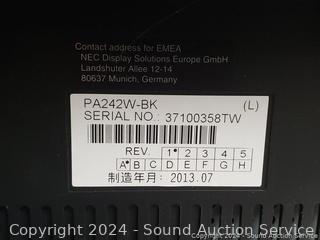 Contact address for EMEA
NEC Display Solutions Europe GmbH
Landshuter Allee 12-14
80637 Munich, Germany
PA242W-BK (L)
SERIAL NO.: 37100358TW
REV. 1 2 3 4 5
A B C D E F G H
制造年月: 2013.07
Copyright 2024 - Sound Auction Service